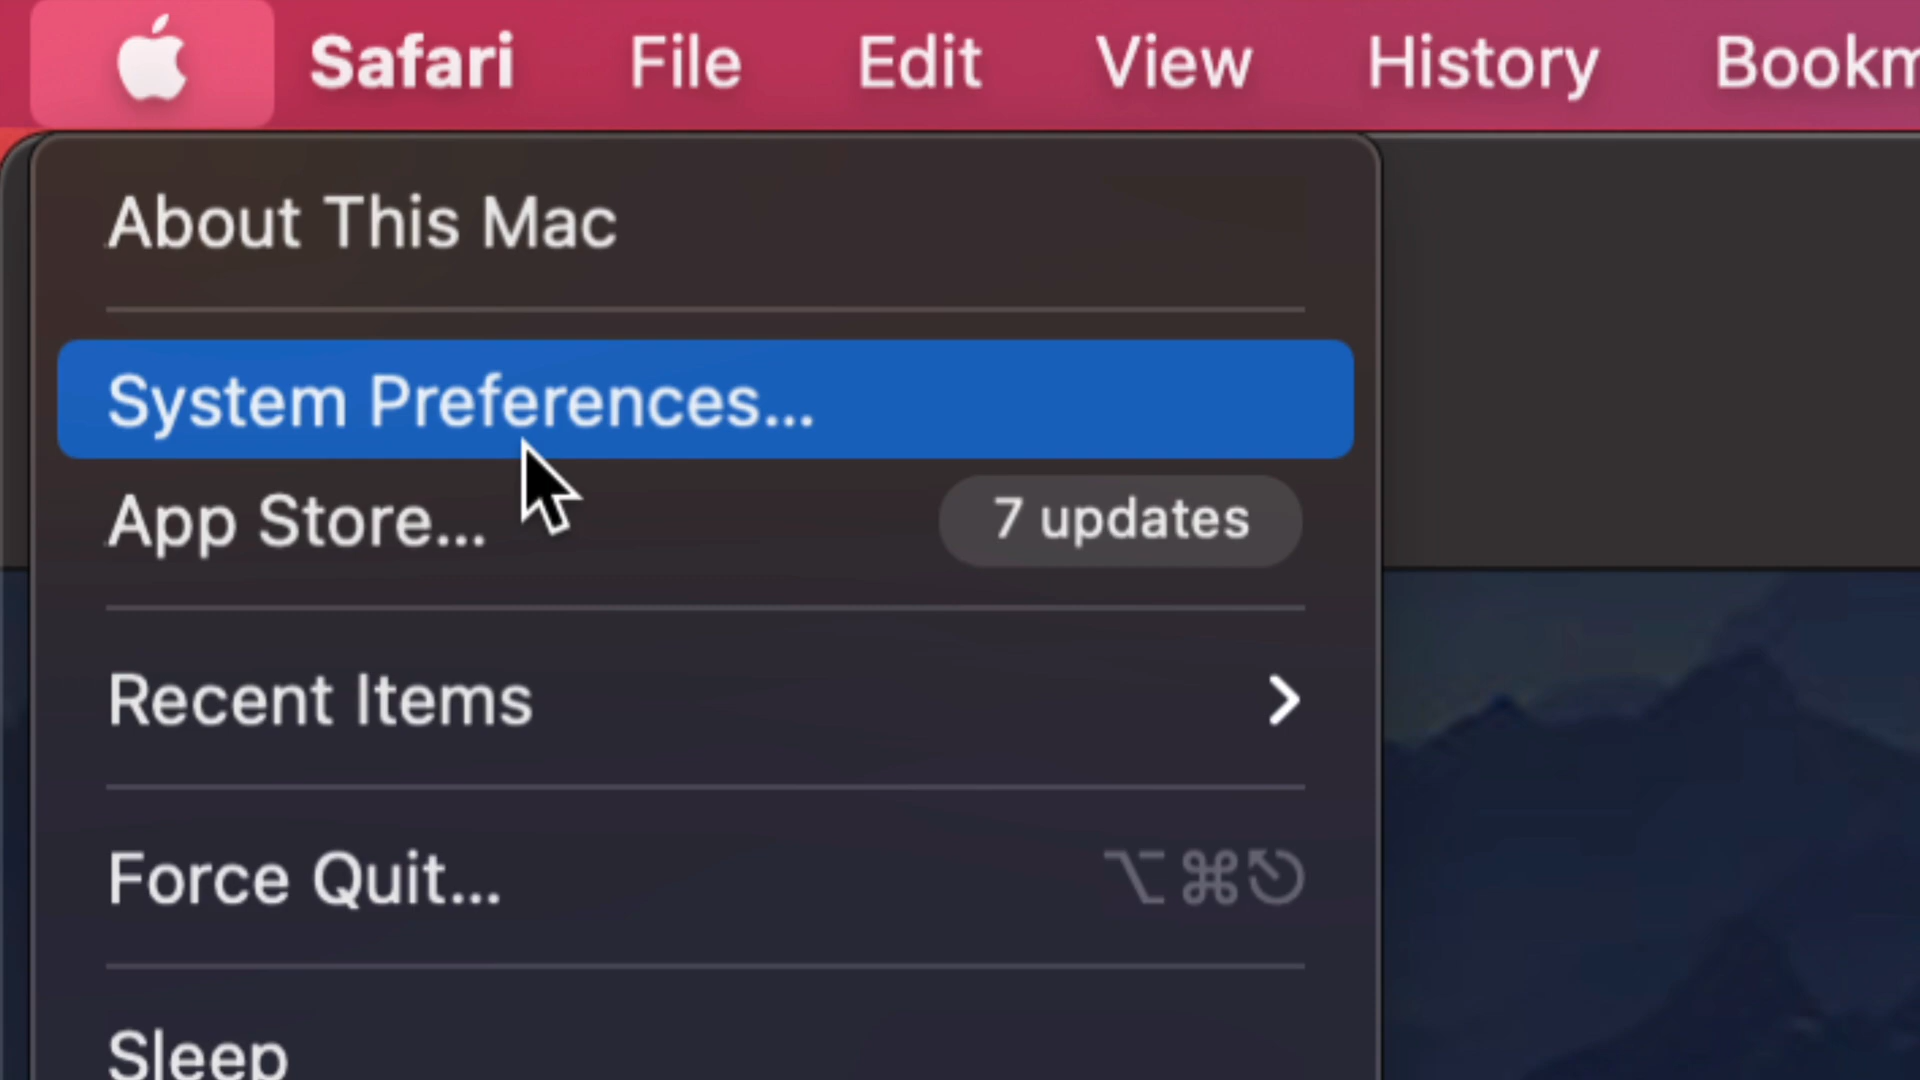 Safari File Edit View History Bookm
About This Mac
System Preferences...
App Store... 7 updates
Recent Items
Force Quit... ⌥⌘⎋
Sleep